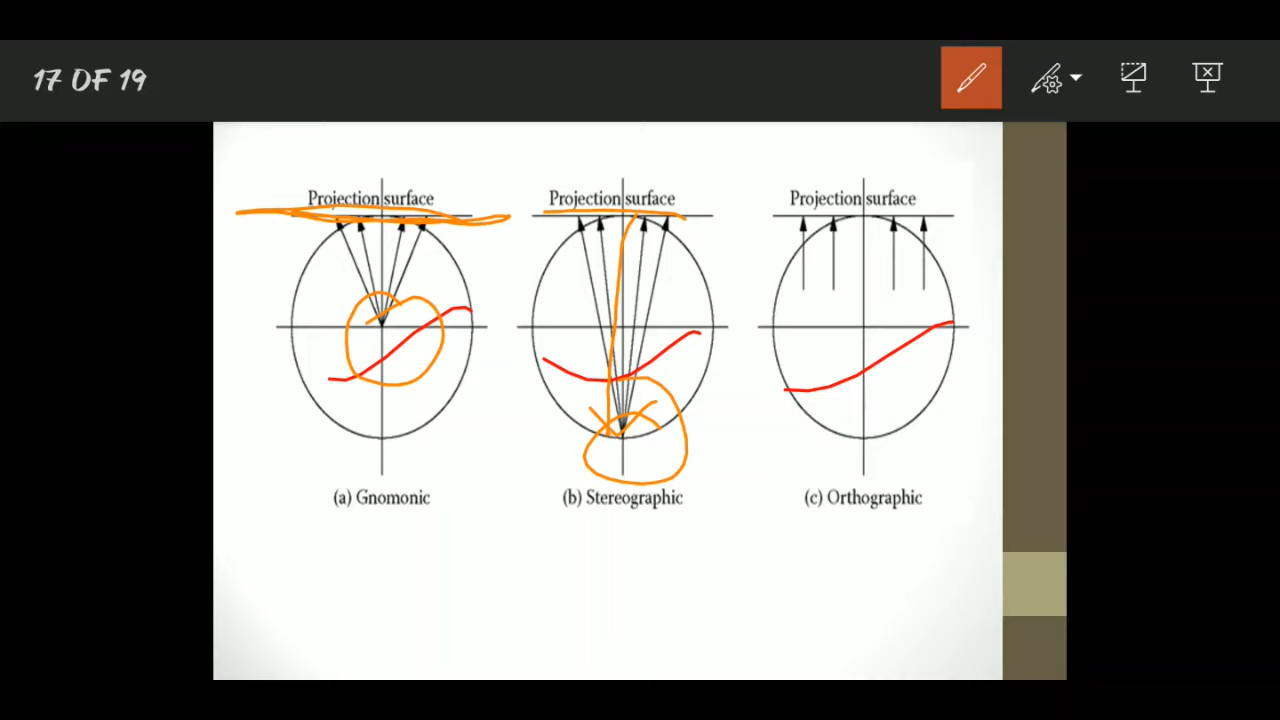 17 OF 19
Projection surface
Projection surface
Projection surface
(a) Gnomonic
(b) Stereographic
(c) Orthographic